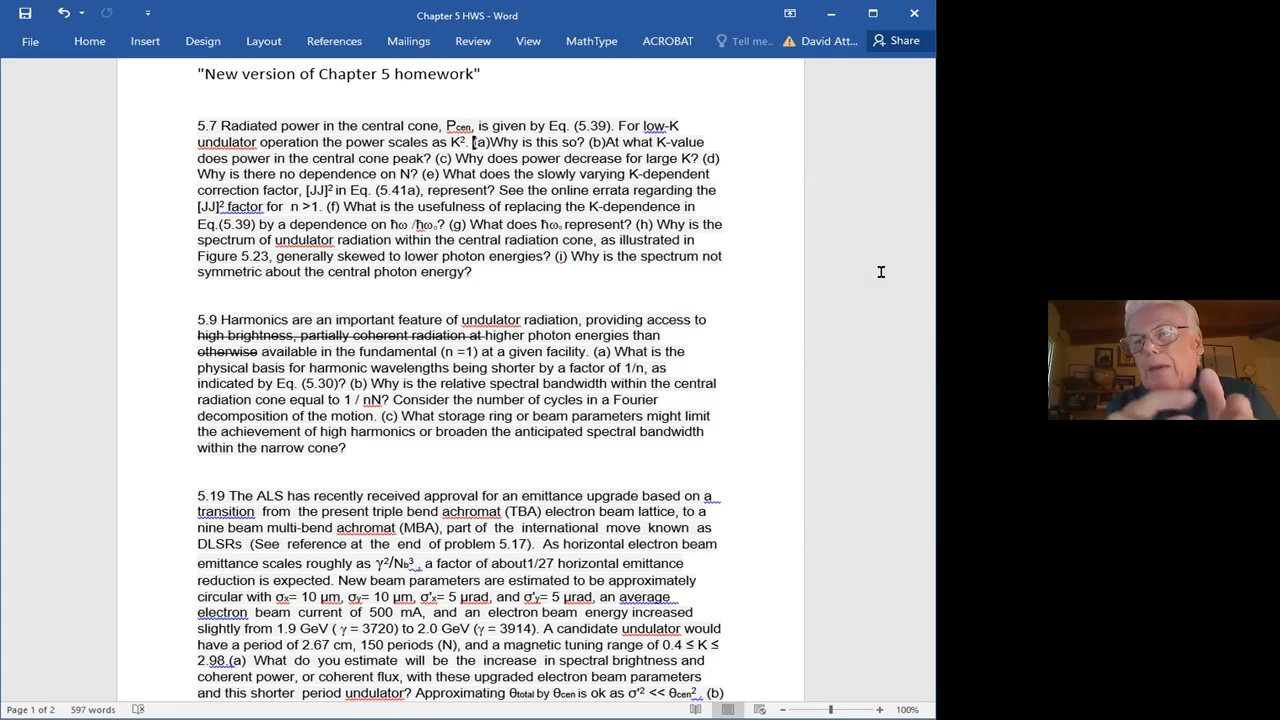 Chapter 5 HWS - Word
File Home Insert Design Layout References Mailings Review View MathType ACROBAT Tell me... David Att... Share
"New version of Chapter 5 homework"
5.7 Radiated power in the central cone, Pcen, is given by Eq. (5.39). For low-K
undulator operation the power scales as K². (a)Why is this so? (b)At what K-value
does power in the central cone peak? (c) Why does power decrease for large K? (d)
Why is there no dependence on N? (e) What does the slowly varying K-dependent
correction factor, [JJ]² in Eq. (5.41a), represent? See the online errata regarding the
[JJ]² factor for n >1. (f) What is the usefulness of replacing the K-dependence in
Eq.(5.39) by a dependence on ħω /ħω₀? (g) What does ħω₀ represent? (h) Why is the
spectrum of undulator radiation within the central radiation cone, as illustrated in
Figure 5.23, generally skewed to lower photon energies? (i) Why is the spectrum not
symmetric about the central photon energy?
5.9 Harmonics are an important feature of undulator radiation, providing access to
high brightness, partially coherent radiation at higher photon energies than
otherwise available in the fundamental (n =1) at a given facility. (a) What is the
physical basis for harmonic wavelengths being shorter by a factor of 1/n, as
indicated by Eq. (5.30)? (b) Why is the relative spectral bandwidth within the central
radiation cone equal to 1 / nN? Consider the number of cycles in a Fourier
decomposition of the motion. (c) What storage ring or beam parameters might limit
the achievement of high harmonics or broaden the anticipated spectral bandwidth
within the narrow cone?
5.19 The ALS has recently received approval for an emittance upgrade based on a
transition from the present triple bend achromat (TBA) electron beam lattice, to a
nine beam multi-bend achromat (MBA), part of the international move known as
DLSRs (See reference at the end of problem 5.17). As horizontal electron beam
emittance scales roughly as γ²/Nb³, a factor of about1/27 horizontal emittance
reduction is expected. New beam parameters are estimated to be approximately
circular with σx= 10 μm, σy= 10 μm, σ'x= 5 μrad, and σ'y= 5 μrad, an average
electron beam current of 500 mA, and an electron beam energy increased
slightly from 1.9 GeV ( γ = 3720) to 2.0 GeV (γ = 3914). A candidate undulator would
have a period of 2.67 cm, 150 periods (N), and a magnetic tuning range of 0.4 ≤ K ≤
2.98.(a) What do you estimate will be the increase in spectral brightness and
coherent power, or coherent flux, with these upgraded electron beam parameters
and this shorter period undulator? Approximating θtotal by θcen is ok as σ'² << θcen². (b)
Page 1 of 2 597 words 100%